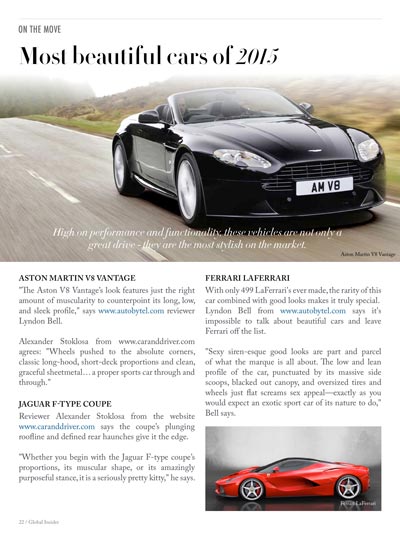 ON THE MOVE
Most beautiful cars of 2015
AM V8
High on performance and functionality, these vehicles are not only a
great drive - they are the most stylish on the market.
Aston Martin V8 Vantage
ASTON MARTIN V8 VANTAGE
"The Aston V8 Vantage's look features just the right
amount of muscularity to counterpoint its long, low,
and sleek profile," says www.autobytel.com reviewer
Lyndon Bell.
Alexander Stoklosa from www.caranddriver.com
agrees: "Wheels pushed to the absolute corners,
classic long-hood, short-deck proportions and clean,
graceful sheetmetal…a proper sports car through and
through."
JAGUAR F-TYPE COUPE
Reviewer Alexander Stoklosa from the website
www.caranddriver.com says the coupe's plunging
roofline and defined rear haunches give it the edge.
"Whether you begin with the Jaguar F-type coupe's
proportions, its muscular shape, or its amazingly
purposeful stance, it is a seriously pretty kitty," he says.
FERRARI LAFERRARI
With only 499 LaFerrari's ever made, the rarity of this
car combined with good looks makes it truly special.
Lyndon Bell from www.autobytel.com says it's
impossible to talk about beautiful cars and leave
Ferrari off the list.
"Sexy siren-esque good looks are part and parcel
of what the marque is all about. The low and lean
profile of the car, punctuated by its massive side
scoops, blacked out canopy, and oversized tires and
wheels just flat screams sex appeal—exactly as you
would expect an exotic sport car of its nature to do,"
Bell says.
Ferrari LaFerrari
22 / Global Insider